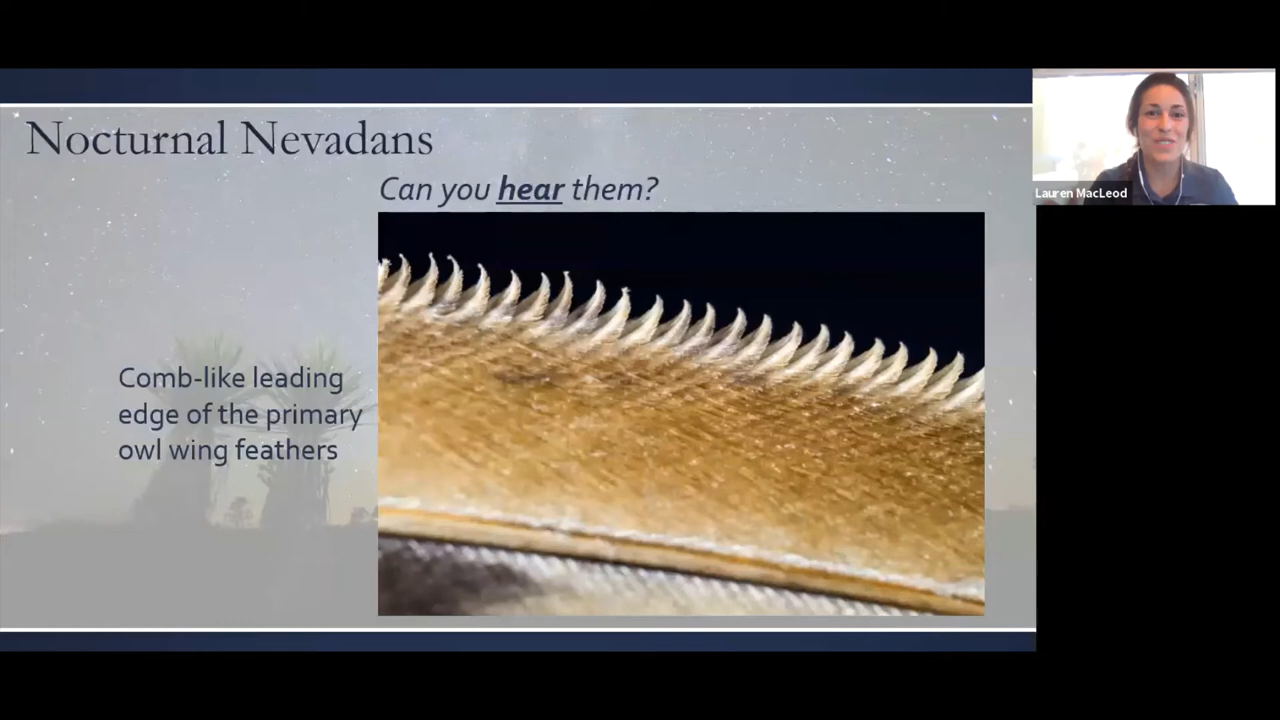 Nocturnal Nevadans
Can you hear them?
Comb-like leading
edge of the primary
owl wing feathers
Lauren MacLeod